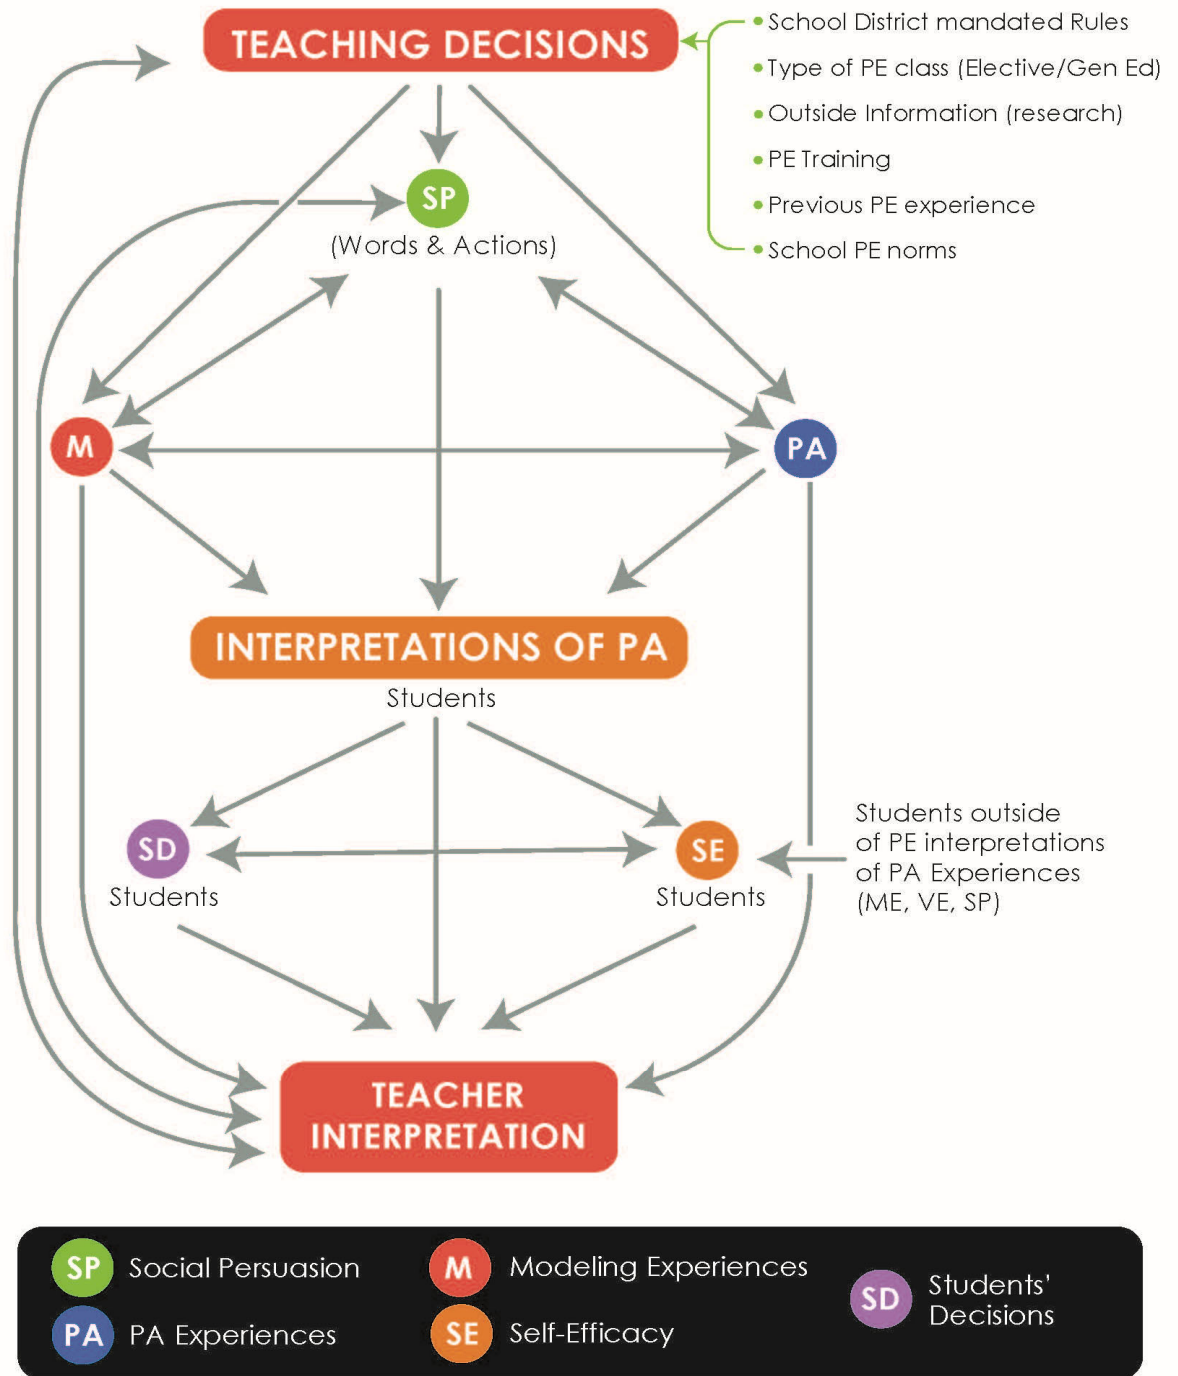 TEACHING DECISIONS
• School District mandated Rules
• Type of PE class (Elective/Gen Ed)
• Outside Information (research)
• PE Training
• Previous PE experience
• School PE norms
SP
(Words & Actions)
M
PA
INTERPRETATIONS OF PA
Students
SD
Students
SE
Students
Students outside
of PE interpretations
of PA Experiences
(ME, VE, SP)
TEACHER
INTERPRETATION
SP Social Persuasion
M Modeling Experiences
SD Students'
Decisions
PA PA Experiences
SE Self-Efficacy